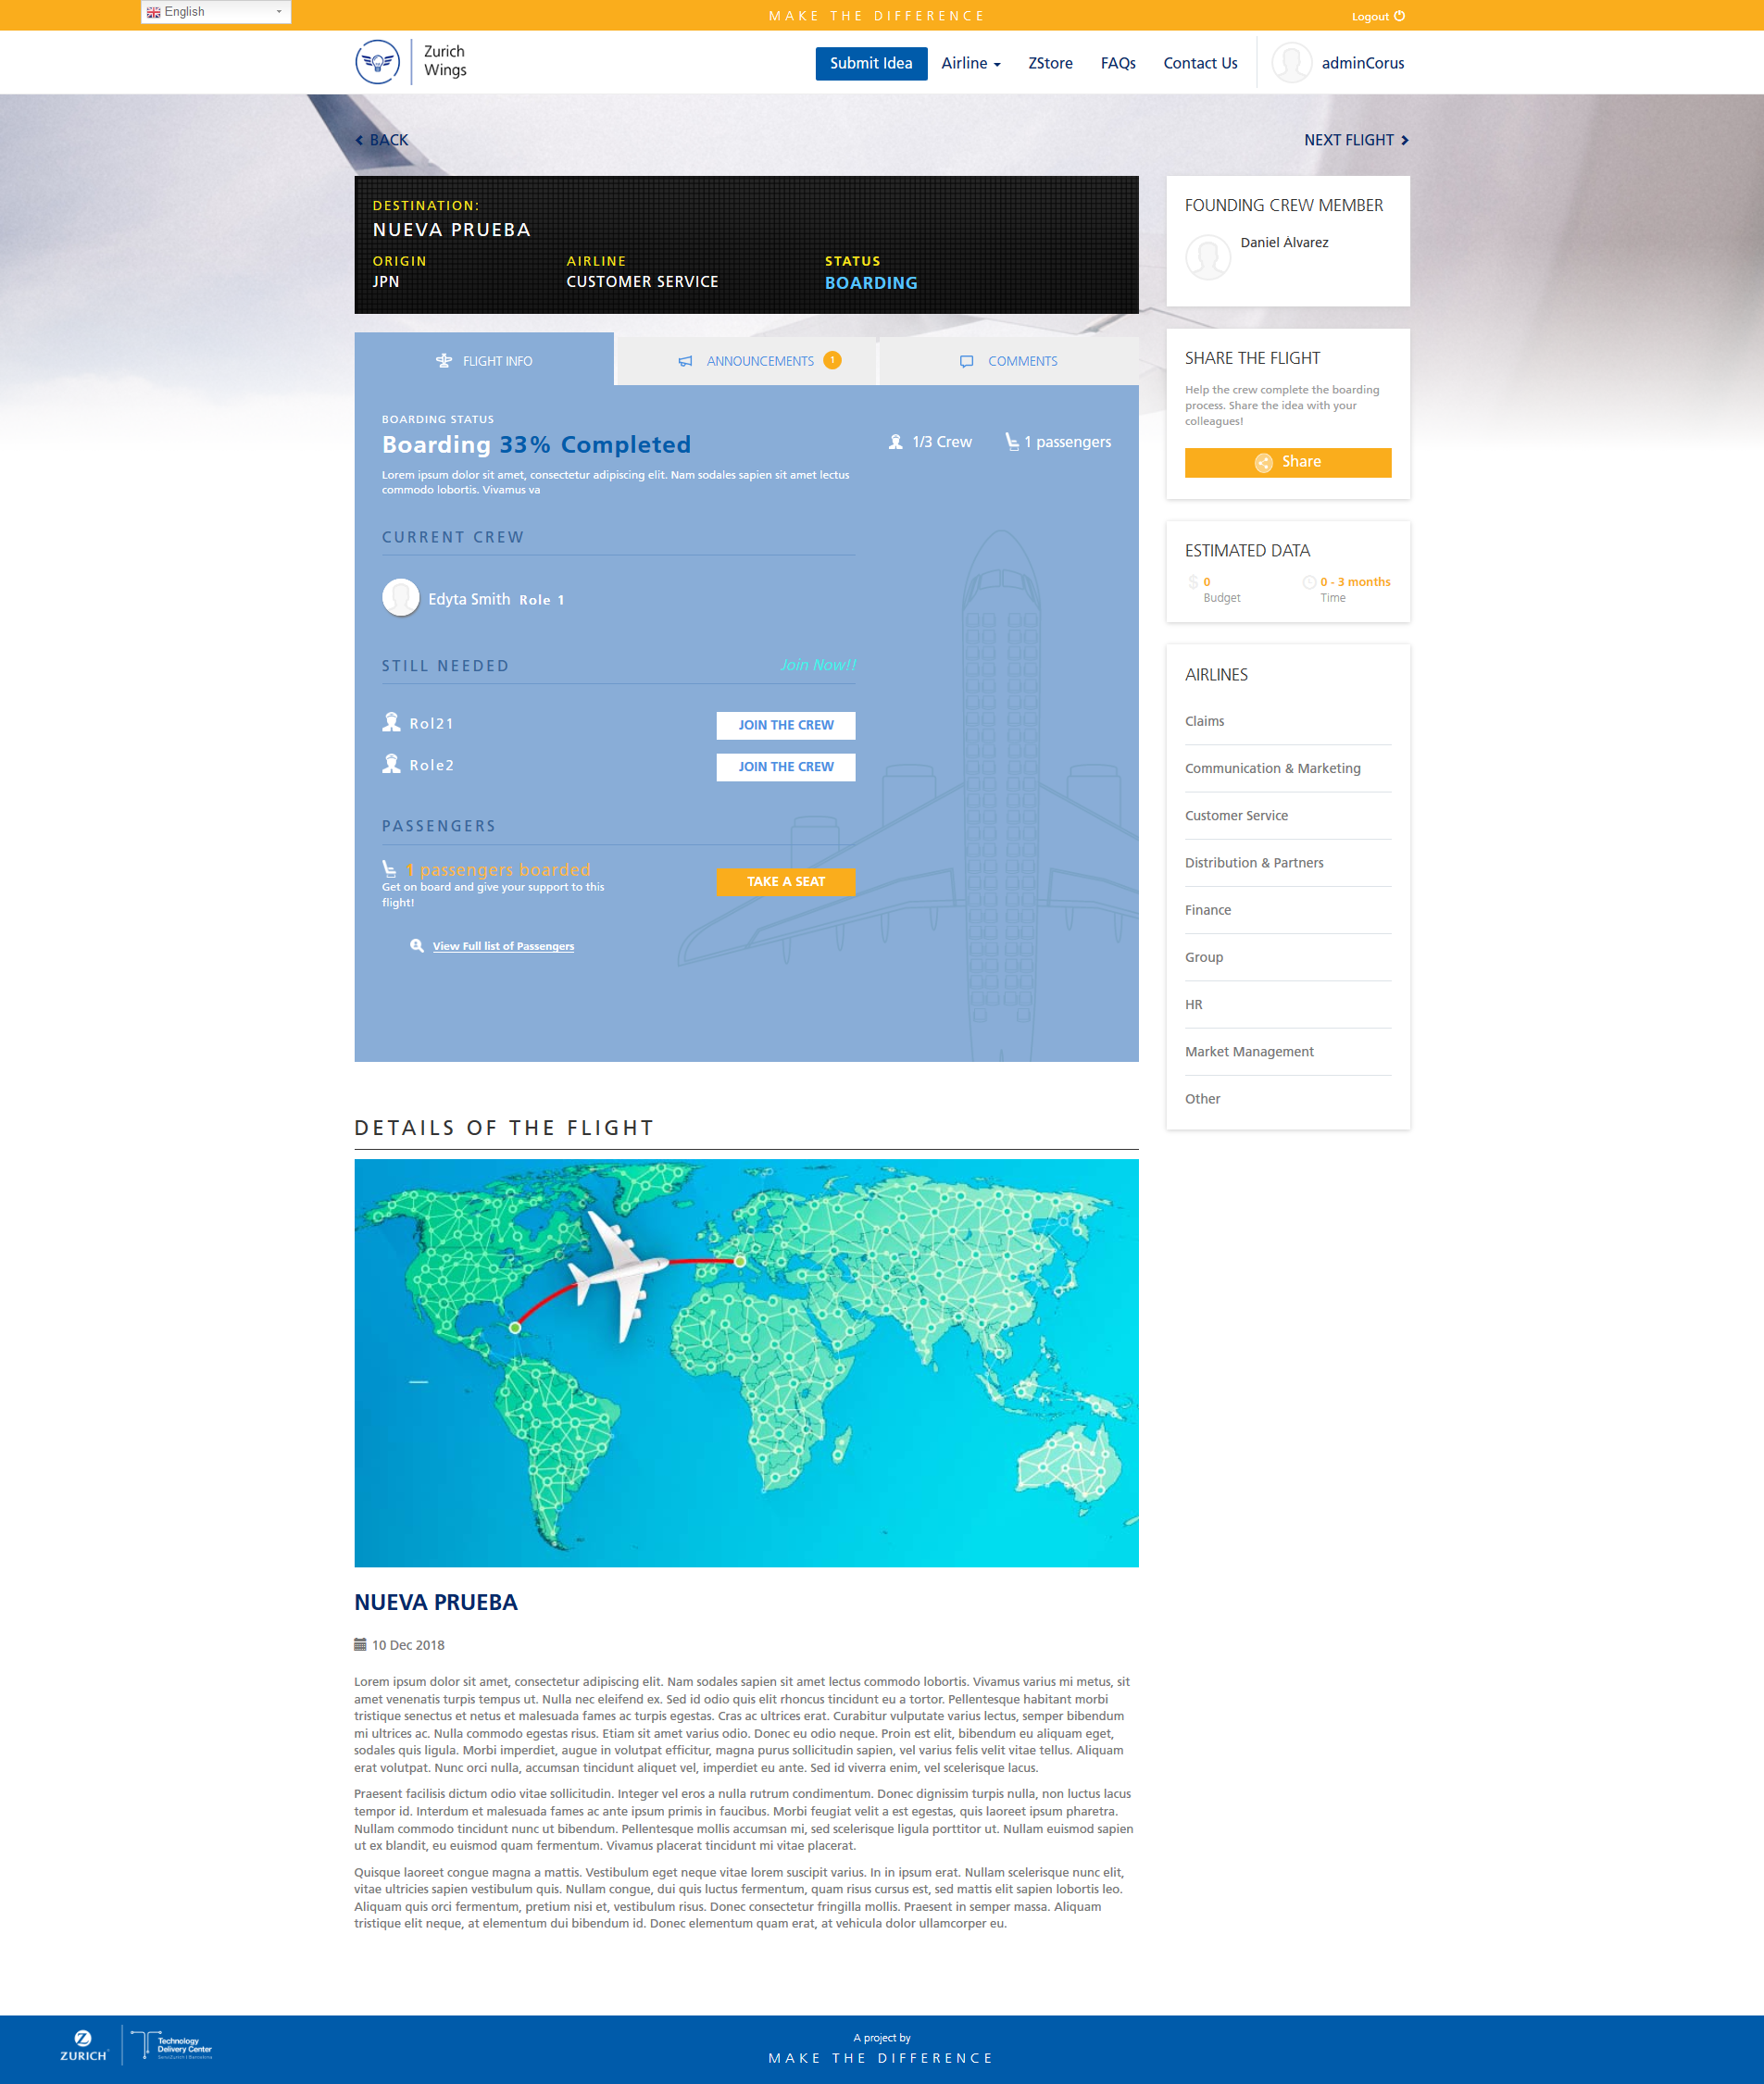 English
MAKE THE DIFFERENCE
Logout
Zurich
Wings
Submit Idea
Airline
ZStore
FAQs
Contact Us
adminCorus
BACK
NEXT FLIGHT
DESTINATION:
NUEVA PRUEBA
ORIGIN
AIRLINE
STATUS
JPN
CUSTOMER SERVICE
BOARDING
FLIGHT INFO
ANNOUNCEMENTS 1
COMMENTS
BOARDING STATUS
Boarding 33% Completed
1/3 Crew
1 passengers
Lorem ipsum dolor sit amet, consectetur adipiscing elit. Nam sodales sapien sit amet lectus
commodo lobortis. Vivamus va
CURRENT CREW
Edyta Smith Role 1
STILL NEEDED
Join Now!!
Rol21
JOIN THE CREW
Role2
JOIN THE CREW
PASSENGERS
1 passengers boarded
Get on board and give your support to this
flight!
TAKE A SEAT
View Full list of Passengers
FOUNDING CREW MEMBER
Daniel Álvarez
SHARE THE FLIGHT
Help the crew complete the boarding
process. Share the idea with your
colleagues!
Share
ESTIMATED DATA
$ 0
Budget
0 - 3 months
Time
AIRLINES
Claims
Communication & Marketing
Customer Service
Distribution & Partners
Finance
Group
HR
Market Management
Other
DETAILS OF THE FLIGHT
NUEVA PRUEBA
10 Dec 2018
Lorem ipsum dolor sit amet, consectetur adipiscing elit. Nam sodales sapien sit amet lectus commodo lobortis. Vivamus varius mi metus, sit
amet venenatis turpis tempus ut. Nulla nec eleifend ex. Sed id odio quis elit rhoncus tincidunt eu a tortor. Pellentesque habitant morbi
tristique senectus et netus et malesuada fames ac turpis egestas. Cras ac ultrices erat. Curabitur vulputate varius lectus, semper bibendum
mi ultrices ac. Nulla commodo egestas risus. Etiam sit amet varius odio. Donec eu odio neque. Proin est elit, bibendum eu aliquam eget,
sodales quis ligula. Morbi imperdiet, augue in volutpat efficitur, magna purus sollicitudin sapien, vel varius felis velit vitae tellus. Aliquam
erat volutpat. Nunc orci nulla, accumsan tincidunt aliquet vel, imperdiet eu ante. Sed id viverra enim, vel scelerisque lacus.
Praesent facilisis dictum odio vitae sollicitudin. Integer vel eros a nulla rutrum condimentum. Donec dignissim turpis nulla, non luctus lacus
tempor id. Interdum et malesuada fames ac ante ipsum primis in faucibus. Morbi feugiat velit a est egestas, quis laoreet ipsum pharetra.
Nullam commodo tincidunt nunc ut bibendum. Pellentesque mollis accumsan mi, sed scelerisque ligula porttitor ut. Nullam euismod sapien
ut ex blandit, eu euismod quam fermentum. Vivamus placerat tincidunt mi vitae placerat.
Quisque laoreet congue magna a mattis. Vestibulum eget neque vitae lorem suscipit varius. In in ipsum erat. Nullam scelerisque nunc elit,
vitae ultricies sapien vestibulum quis. Nullam congue, dui quis luctus fermentum, quam risus cursus est, sed mattis elit sapien lobortis leo.
Aliquam quis orci fermentum, pretium nisi et, vestibulum risus. Donec consectetur fringilla mollis. Praesent in semper massa. Aliquam
tristique elit neque, at elementum dui bibendum id. Donec elementum quam erat, at vehicula dolor ullamcorper eu.
ZURICH
Technology
Delivery Center
A project by
MAKE THE DIFFERENCE